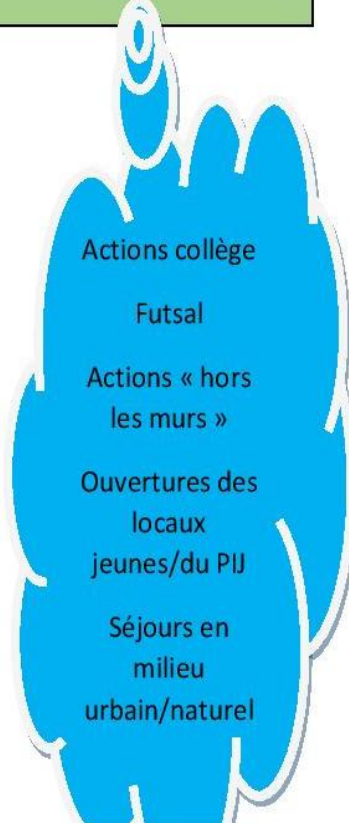 Actions collège
Futsal
Actions « hors
les murs »
Ouvertures des
locaux
jeunes/du PIJ
Séjours en
milieu
urbain/naturel